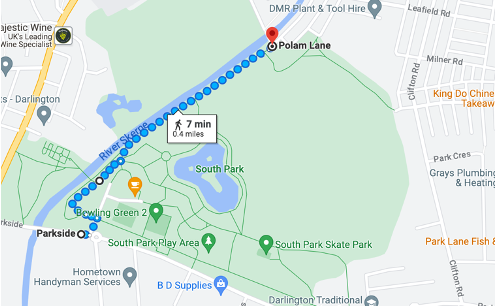 DMR Plant & Tool Hire
Leafield Rd
ajestic Wine
UK's Leading
Wine Specialist
Polam Lane
Milner Rd
Clifton Rd
King Do Chine
Takeaw
ts - Darlington
River Skerne
7 min
0.4 miles
Park Cres
South Park
Grays Plumbing
& Heating
Bowling Green 2
Parkside
South Park Play Area
South Park Skate Park
Park Lane Fish &
Clifton Rd
Hometown
Handyman Services
B D Supplies
Darlington Traditional